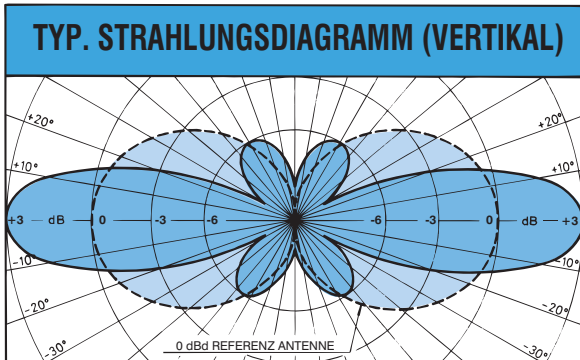 TYP. STRAHLUNGSDIAGRAMM (VERTIKAL)
+20° +20°
+10° +10°
+3 dB 0 -3 -6 -6 -3 0 dB +3
-10° -10°
-20° -20°
-30° -30°
0 dBd REFERENZ ANTENNE